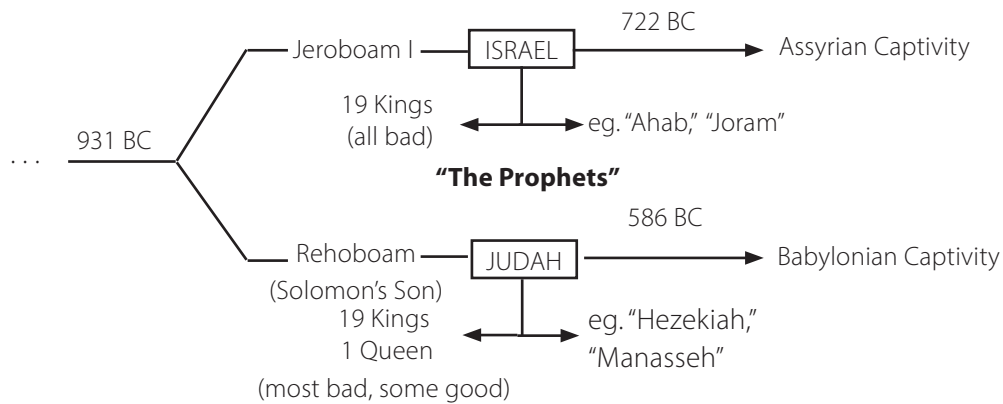 722 BC
Jeroboam I
ISRAEL
Assyrian Captivity
19 Kings
(all bad)
eg. “Ahab,” “Joram”
. . .
931 BC
“The Prophets”
586 BC
Rehoboam
(Solomon’s Son)
JUDAH
Babylonian Captivity
19 Kings
1 Queen
(most bad, some good)
eg. “Hezekiah,”
“Manasseh”